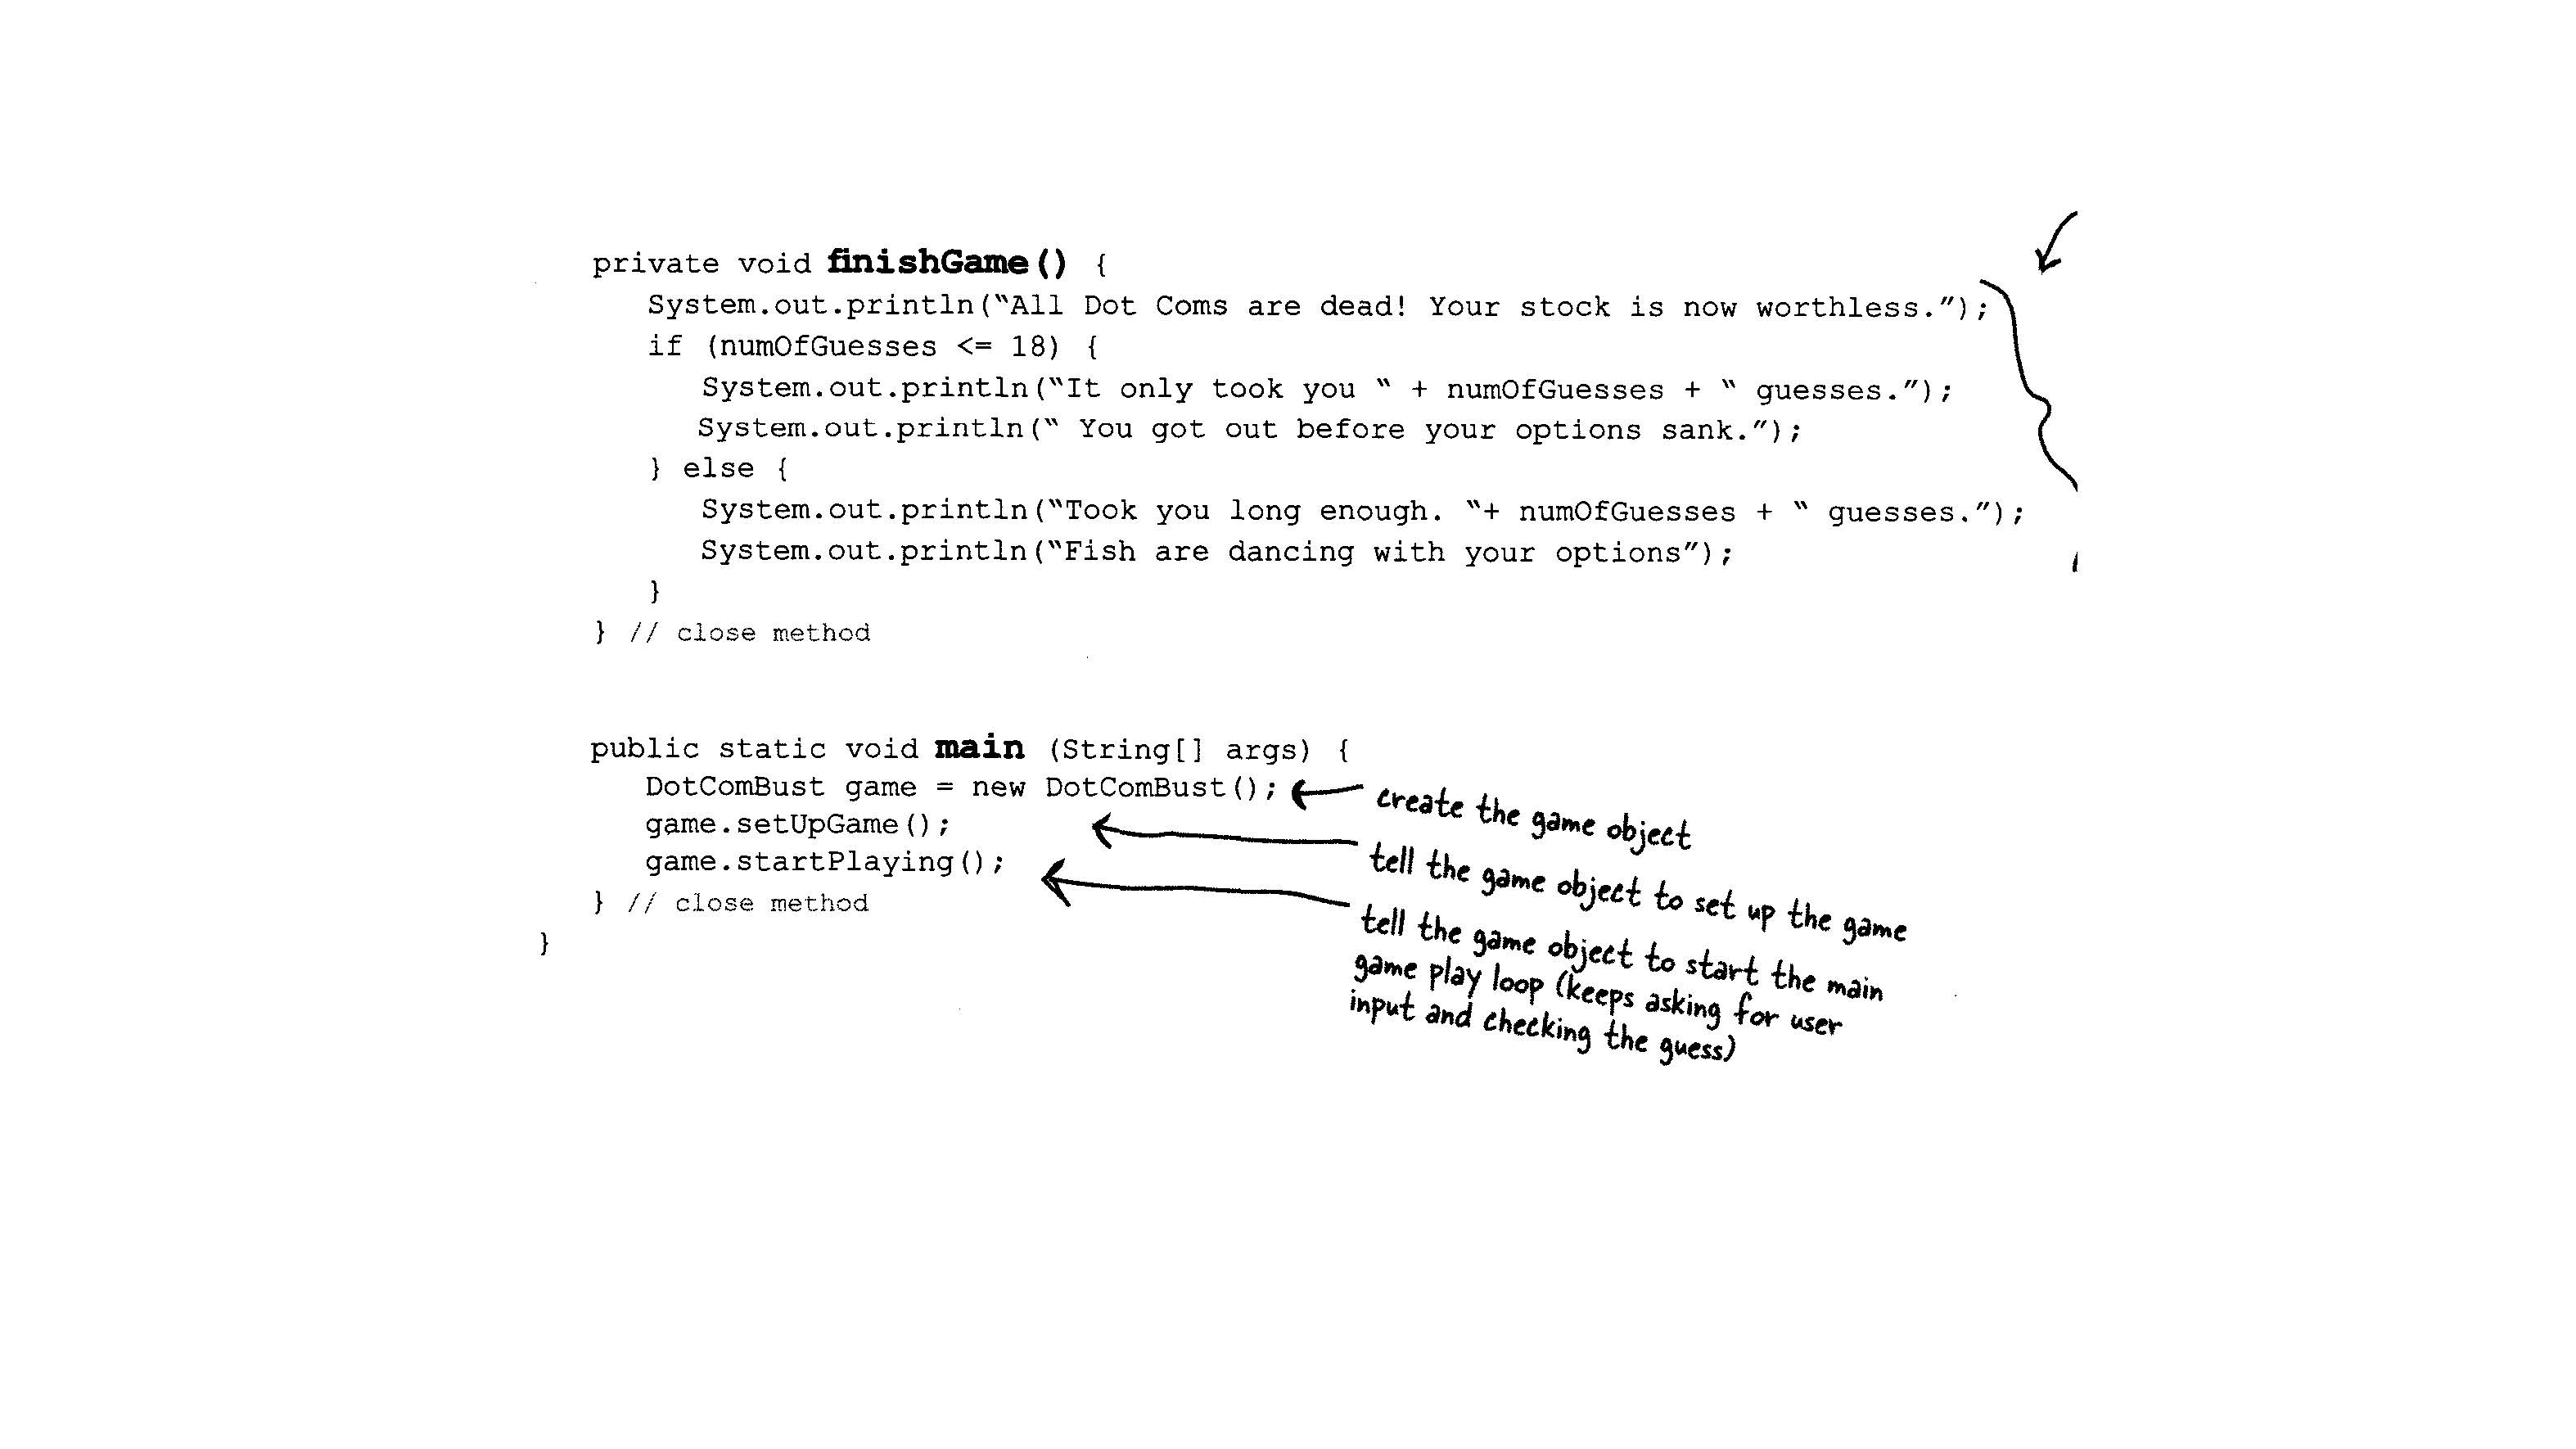 private void finishGame() {
System.out.println(“All Dot Coms are dead! Your stock is now worthless.”);
if (numOfGuesses <= 18) {
System.out.println(“It only took you “ + numOfGuesses + “ guesses.”);
System.out.println(“ You got out before your options sank.”);
} else {
System.out.println(“Took you long enough. “+ numOfGuesses + “ guesses.”);
System.out.println(“Fish are dancing with your options”);
}
} // close method
public static void main (String[] args) {
DotComBust game = new DotComBust();
create the game object
game.setUpGame();
tell the game object to set up the game
game.startPlaying();
tell the game object to start the main
game play loop (keeps asking for user
input and checking the guess)
} // close method
}